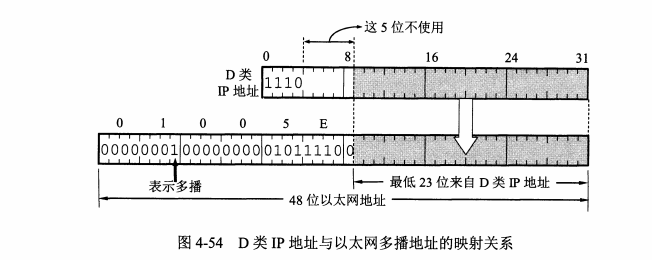 这 5 位不使用
0 8 16 24 31
D 类
IP 地址
1110
0 1 0 0 5 E
00000001 00000000 01011110 0
表示多播
最低 23 位来自 D 类 IP 地址
48 位以太网地址
图 4-54 D 类 IP 地址与以太网多播地址的映射关系